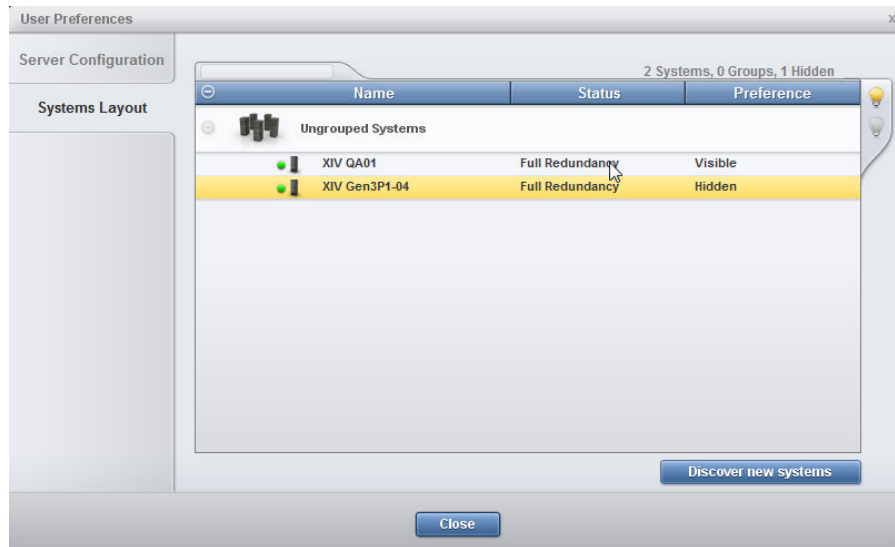 User Preferences
x
Server Configuration
Systems Layout
2 Systems, 0 Groups, 1 Hidden
Name Status Preference
Ungrouped Systems
XIV QA01 Full Redundancy Visible
XIV Gen3P1-04 Full Redundancy Hidden
Discover new systems
Close